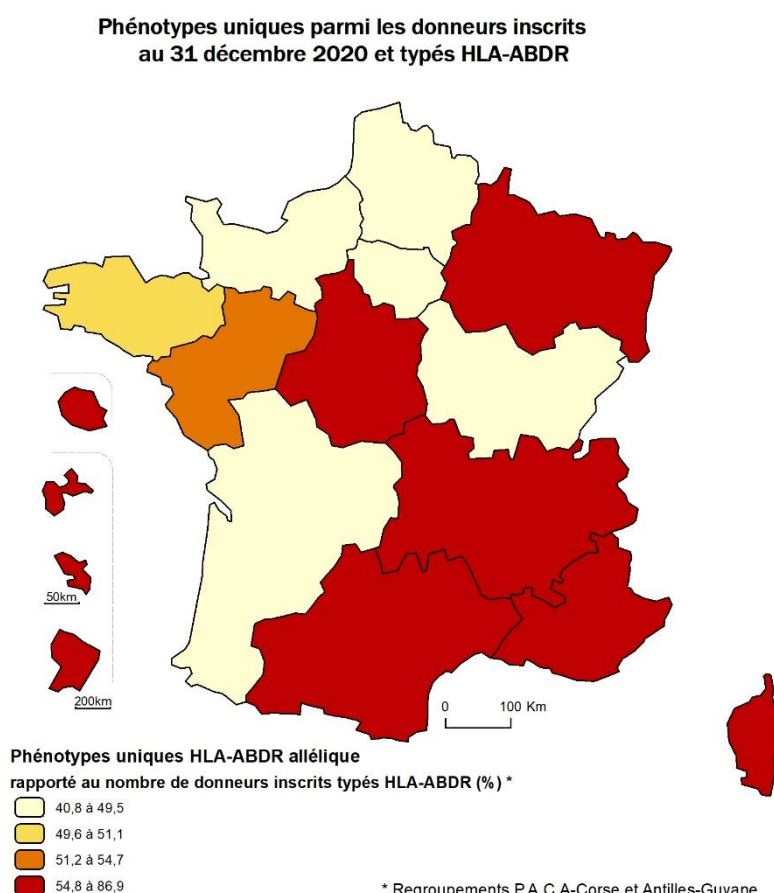 Phénotypes uniques parmi les donneurs inscrits
au 31 décembre 2020 et typés HLA-ABDR
50km
200km
0 100 Km
Phénotypes uniques HLA-ABDR allélique
rapporté au nombre de donneurs inscrits typés HLA-ABDR (%) *
40,8 à 49,5
49,6 à 51,1
51,2 à 54,7
54,8 à 86,9
* Regroupements P.A.C.A-Corse et Antilles-Guyane